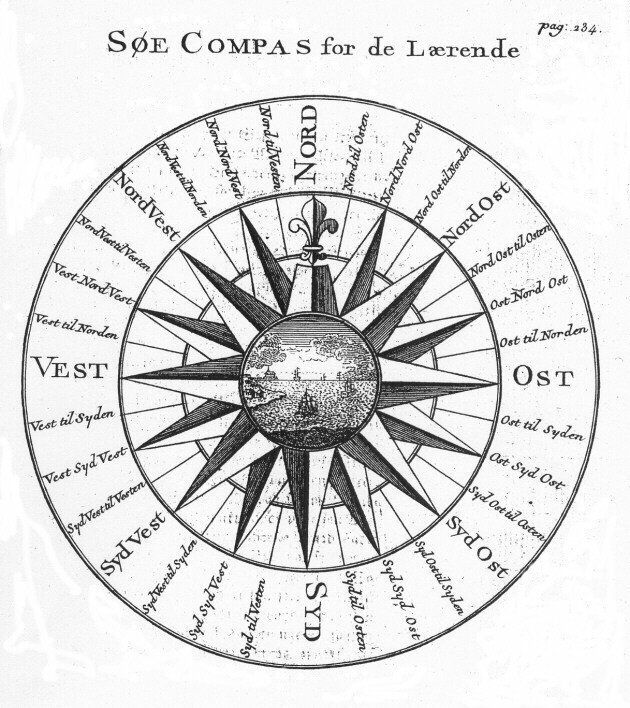 pag: 234.
SØE COMPAS for de Lærende
NORD
Nord til Osten
Nord Nord Ost
Nord Ost til Norden
Nord Ost
Nord Ost til Osten
Ost Nord Ost
Ost til Norden
OST
Ost til Syden
Ost Syd Ost
Syd Ost til Osten
Syd Ost
Syd Ost til Syden
Syd Syd Ost
Syd til Osten
SYD
Syd til Vesten
Syd Syd Vest
Syd Vest til Syden
Syd Vest
Syd Vest til Vesten
Vest Syd Vest
Vest til Syden
VEST
Vest til Norden
Vest Nord Vest
Nord Vest til Vesten
Nord Vest
Nord Vest til Norden
Nord Nord Vest
Nord til Vesten